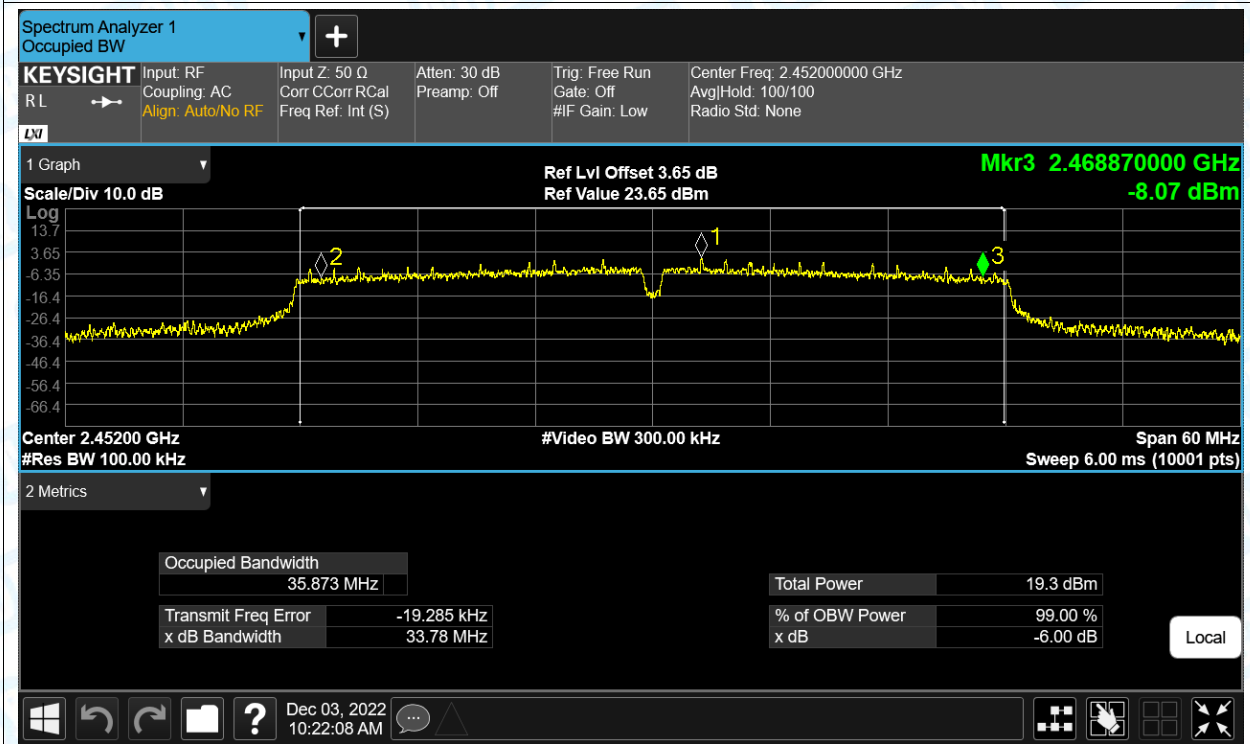 Spectrum Analyzer 1
Occupied BW
KEYSIGHT
R L
LXI
Input: RF
Coupling: AC
Align: Auto/No RF
Input Z: 50 Ω
Corr CCorr RCal
Freq Ref: Int (S)
Atten: 30 dB
Preamp: Off
Trig: Free Run
Gate: Off
#IF Gain: Low
Center Freq: 2.452000000 GHz
Avg|Hold: 100/100
Radio Std: None
1 Graph
Scale/Div 10.0 dB
Ref Lvl Offset 3.65 dB
Ref Value 23.65 dBm
Mkr3 2.468870000 GHz
-8.07 dBm
Log
13.7
3.65
-6.35
-16.4
-26.4
-36.4
-46.4
-56.4
-66.4
2
1
3
Center 2.45200 GHz
#Video BW 300.00 kHz
Span 60 MHz
#Res BW 100.00 kHz
Sweep 6.00 ms (10001 pts)
2 Metrics
Occupied Bandwidth
35.873 MHz
Total Power 19.3 dBm
Transmit Freq Error -19.285 kHz
% of OBW Power 99.00 %
x dB Bandwidth 33.78 MHz
x dB -6.00 dB
Local
Dec 03, 2022
10:22:08 AM